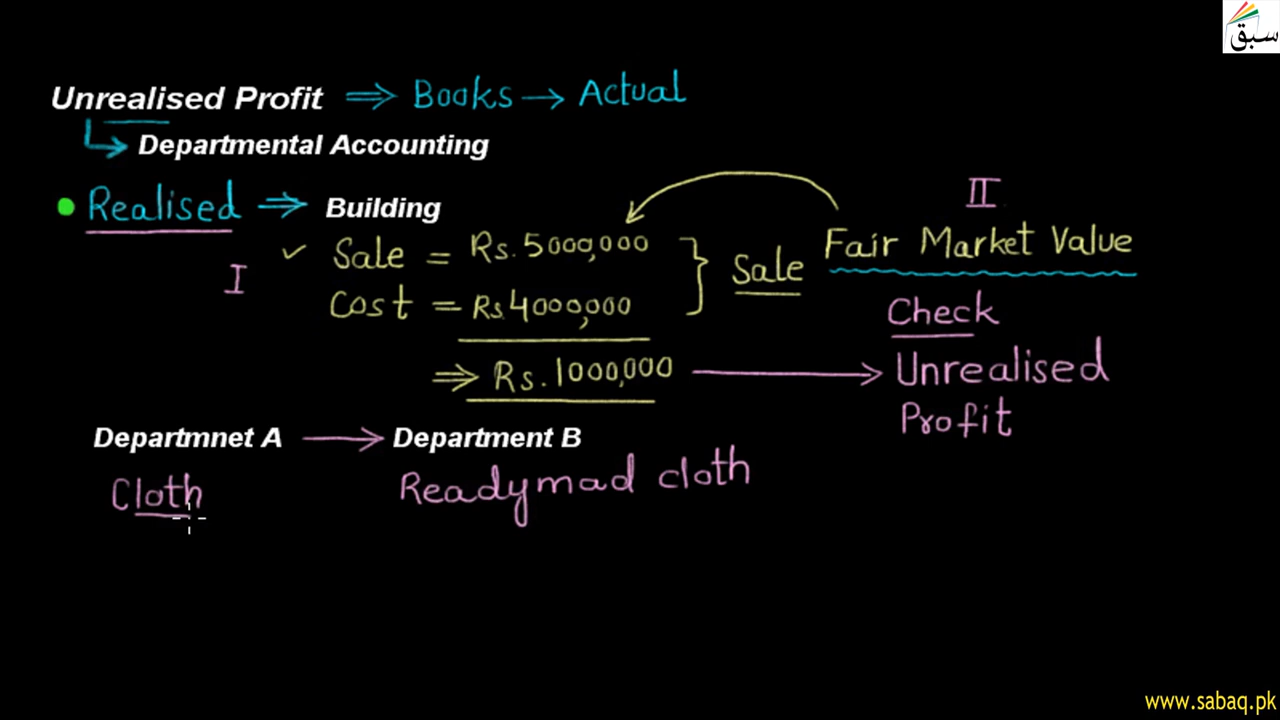 سبق
Unrealised Profit ⇒ Books → Actual
Departmental Accounting
Realised ⇒ Building
II
I
✓ Sale = Rs.5000,000
Cost = Rs.4000,000
⇒ Rs.1000,000
Sale
Fair Market Value
Check
Unrealised
Profit
Departmnet A → Department B
Cloth
Readymad cloth
www.sabaq.pk